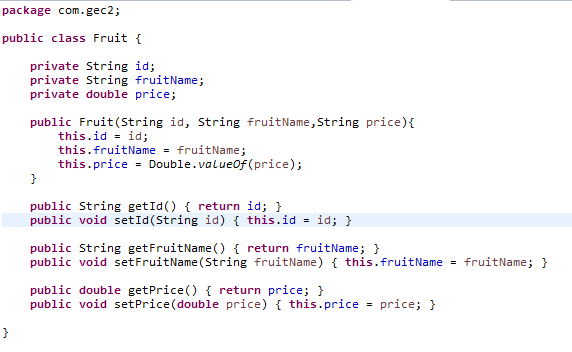 package com.gec2;
public class Fruit {
private String id;
private String fruitName;
private double price;
public Fruit(String id, String fruitName,String price){
this.id = id;
this.fruitName = fruitName;
this.price = Double.valueOf(price);
}
public String getId() { return id; }
public void setId(String id) { this.id = id; }
public String getFruitName() { return fruitName; }
public void setFruitName(String fruitName) { this.fruitName = fruitName; }
public double getPrice() { return price; }
public void setPrice(double price) { this.price = price; }
}